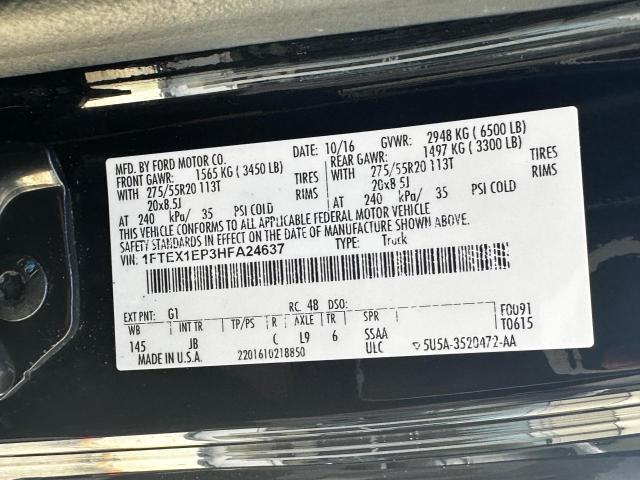 MFD. BY FORD MOTOR CO.
DATE: 10/16 GVWR: 2948 KG ( 6500 LB)
FRONT GAWR: 1565 KG ( 3450 LB) REAR GAWR: 1497 KG ( 3300 LB)
WITH 275/55R20 113T TIRES WITH 275/55R20 113T TIRES
20x8.5J RIMS 20x8.5J RIMS
AT 240 kPa/ 35 PSI COLD AT 240 kPa/ 35 PSI COLD
THIS VEHICLE CONFORMS TO ALL APPLICABLE FEDERAL MOTOR VEHICLE
SAFETY STANDARDS IN EFFECT ON THE DATE OF MANUFACTURE SHOWN ABOVE.
VIN: 1FTEX1EP3HFA24637 TYPE: Truck
EXT PNT: G1 RC: 48 DSO: F0091
WB INT TR TP/PS R AXLE TR SPR T0615
145 JB C L9 6 SSAA
MADE IN U.S.A. 2201610218850 ULC ▽5U5A-3520472-AA